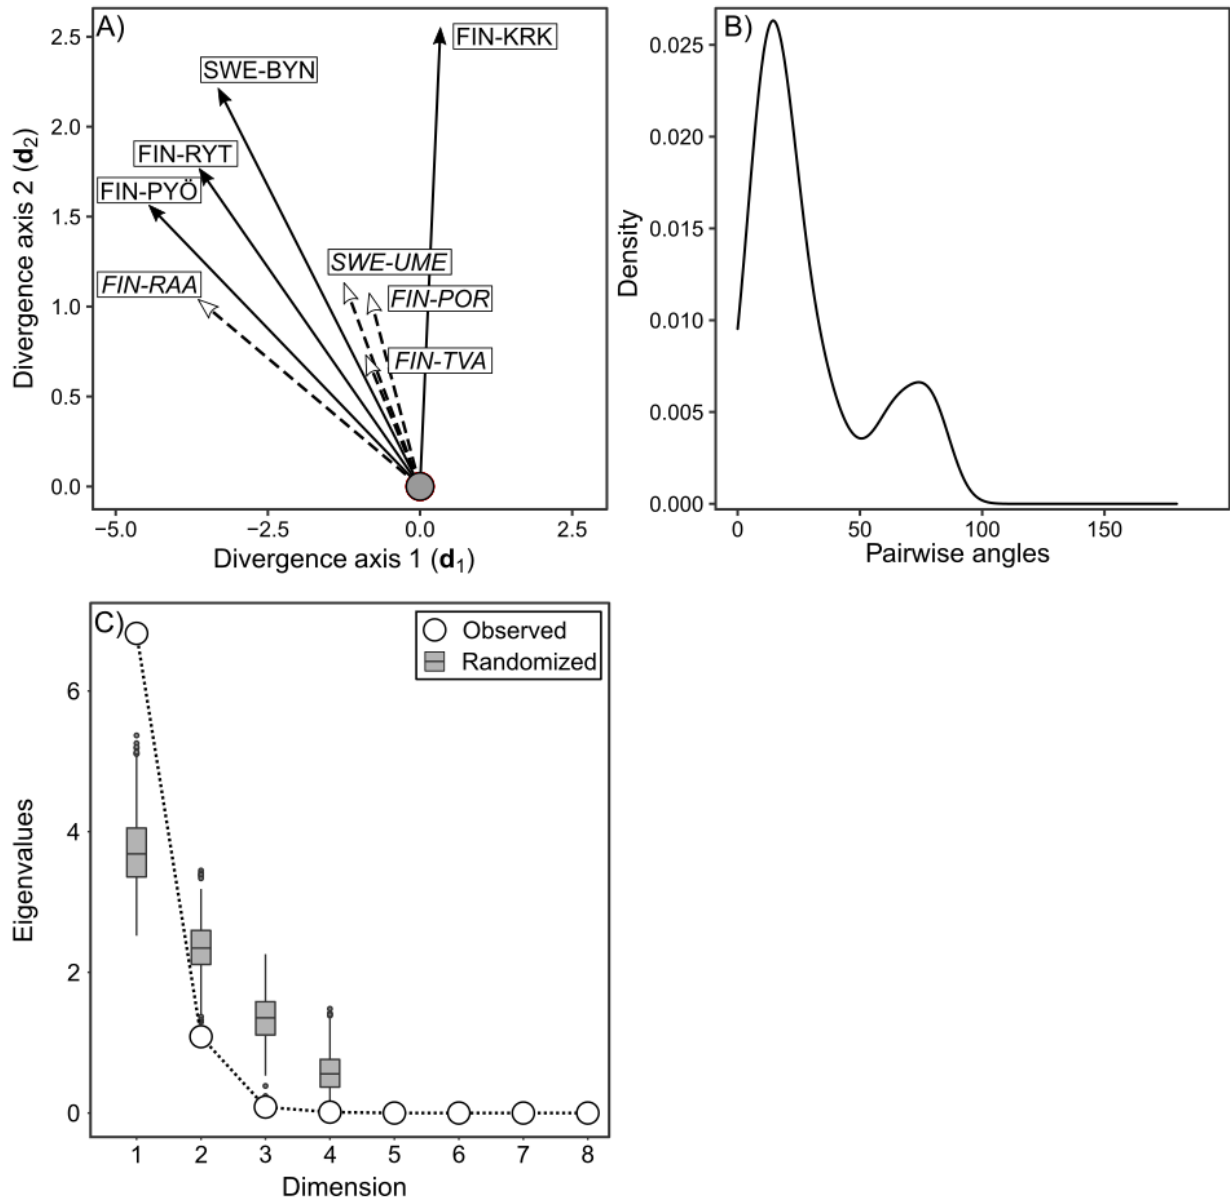 A)
FIN-KRK
SWE-BYN
FIN-RYT
FIN-PYÖ
FIN-RAA
SWE-UME
FIN-POR
FIN-TVA
2.5
2.0
1.5
1.0
0.5
0.0
Divergence axis 2 (d₂)
−5.0 −2.5 0.0 2.5
Divergence axis 1 (d₁)
B)
0.025
0.020
0.015
0.010
0.005
0.000
Density
0 50 100 150
Pairwise angles
C)
Observed
Randomized
6
4
2
0
Eigenvalues
1 2 3 4 5 6 7 8
Dimension